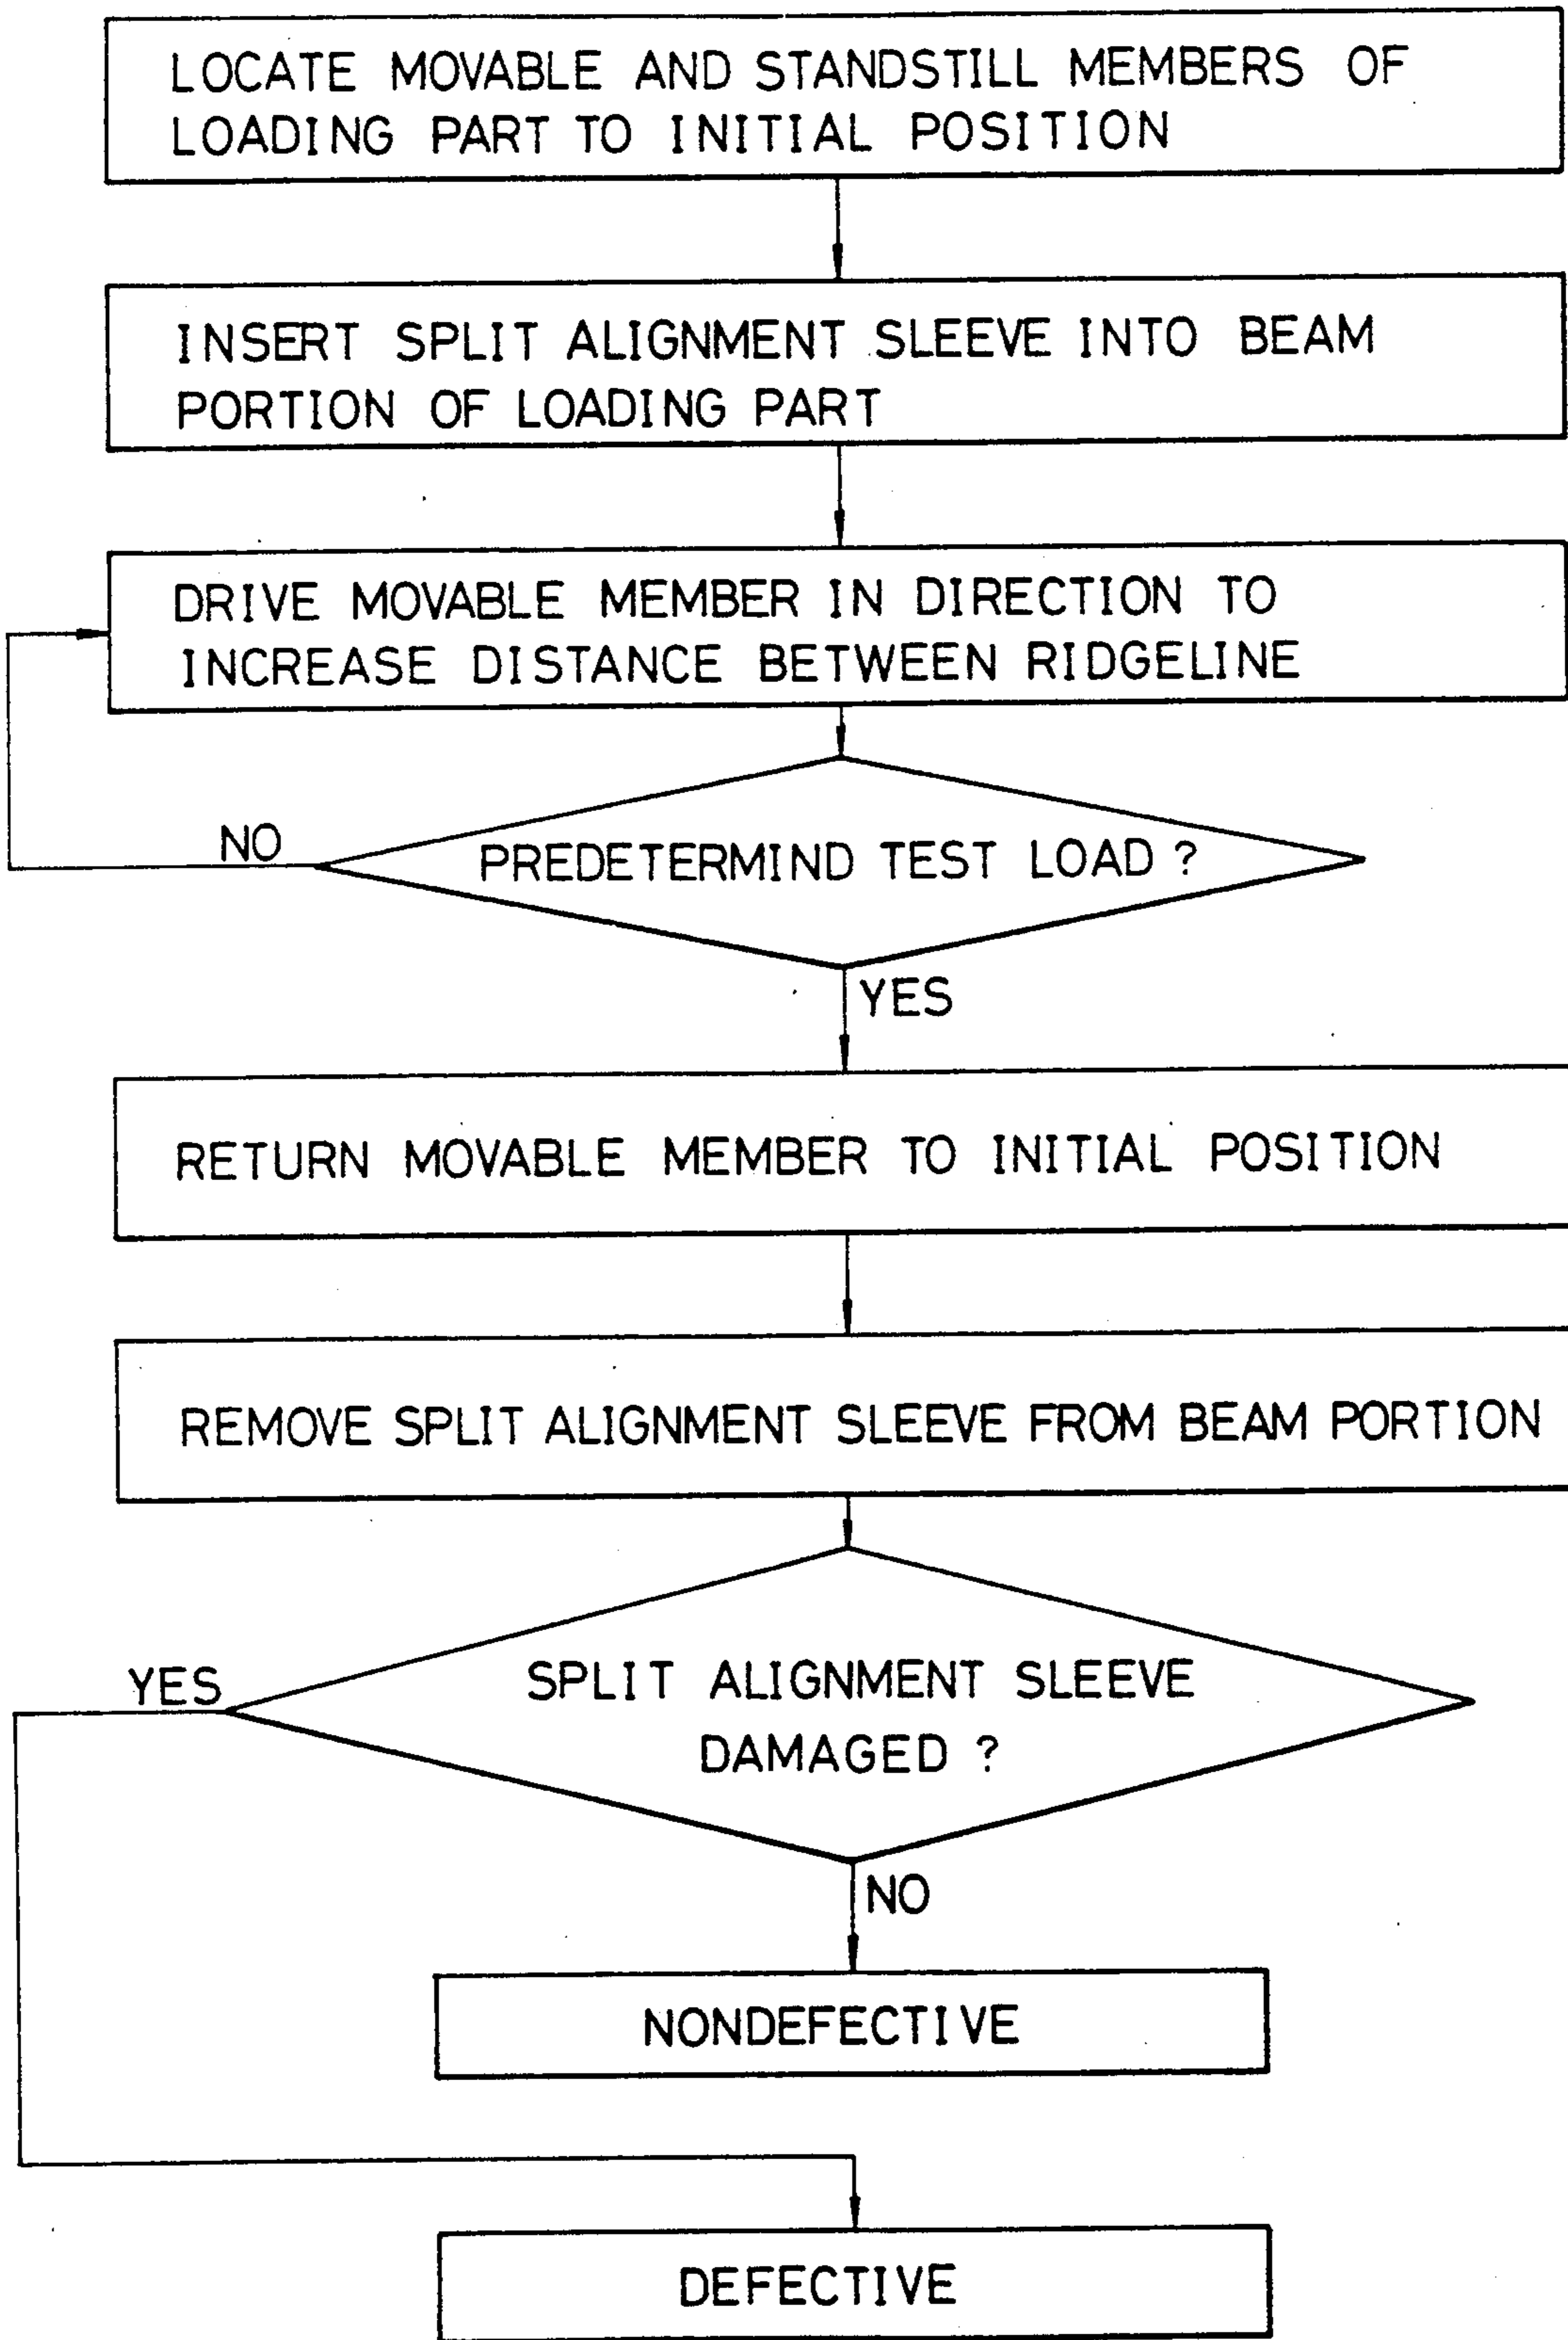 LOCATE MOVABLE AND STANDSTILL MEMBERS OF
LOADING PART TO INITIAL POSITION
INSERT SPLIT ALIGNMENT SLEEVE INTO BEAM
PORTION OF LOADING PART
DRIVE MOVABLE MEMBER IN DIRECTION TO
INCREASE DISTANCE BETWEEN RIDGELINE
NO
PREDETERMIND TEST LOAD ?
YES
RETURN MOVABLE MEMBER TO INITIAL POSITION
REMOVE SPLIT ALIGNMENT SLEEVE FROM BEAM PORTION
YES
SPLIT ALIGNMENT SLEEVE
DAMAGED ?
NO
NONDEFECTIVE
DEFECTIVE